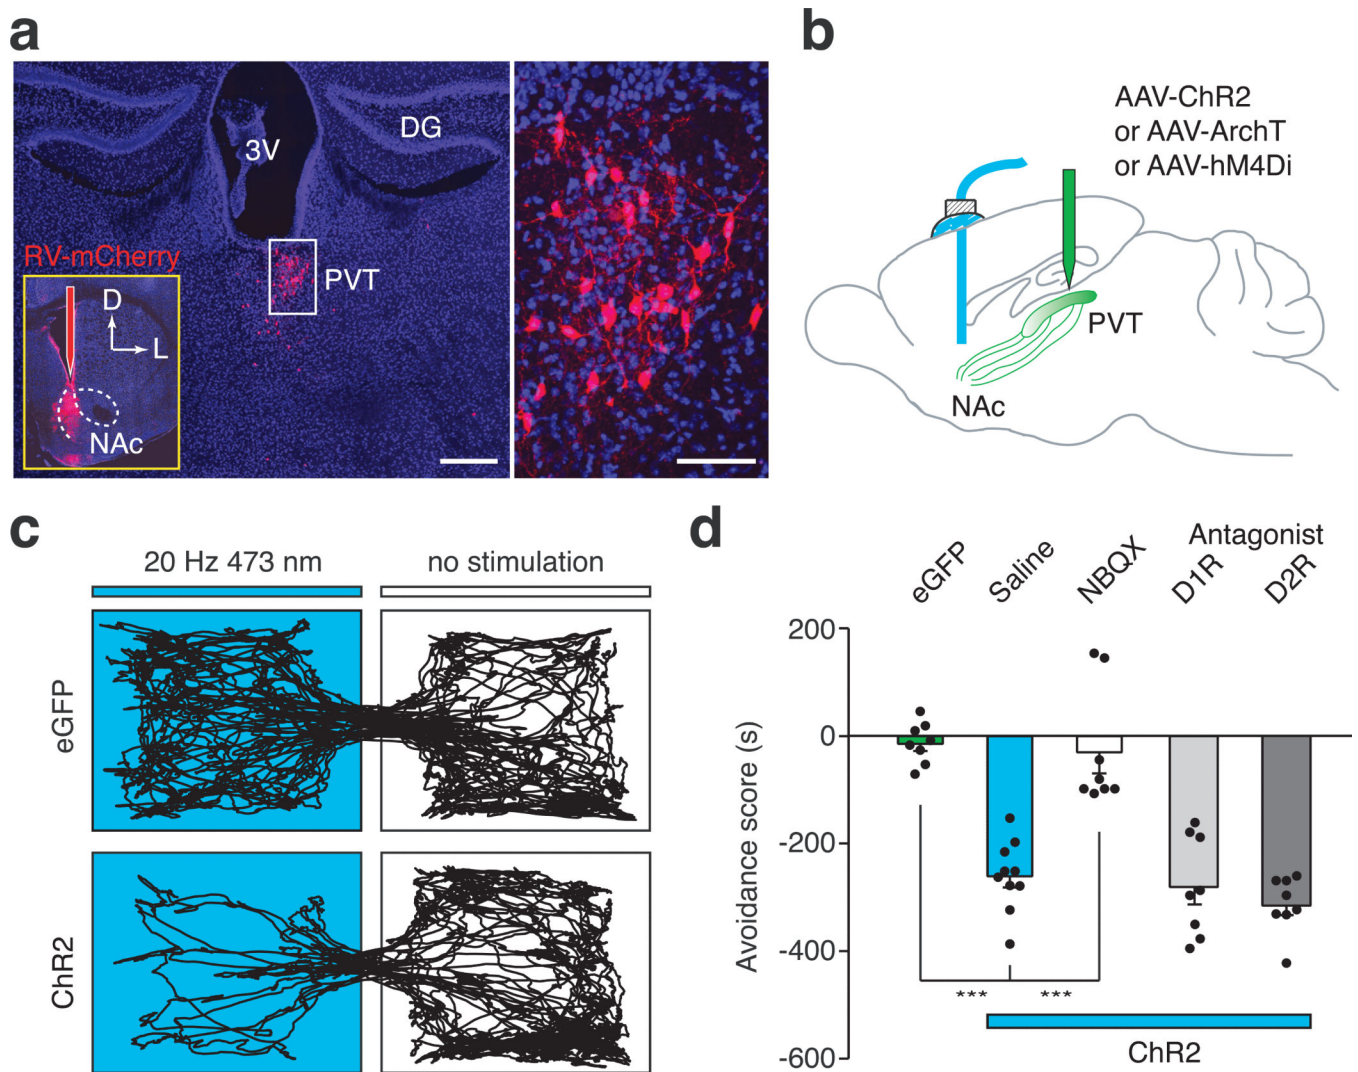 a
3V
DG
PVT
RV-mCherry
D
L
NAc
b
AAV-ChR2
or AAV-ArchT
or AAV-hM4Di
PVT
NAc
c
20 Hz 473 nm
no stimulation
eGFP
ChR2
d
Antagonist
eGFP
Saline
NBQX
D1R
D2R
Avoidance score (s)
200
0
-200
-400
-600
***
***
ChR2